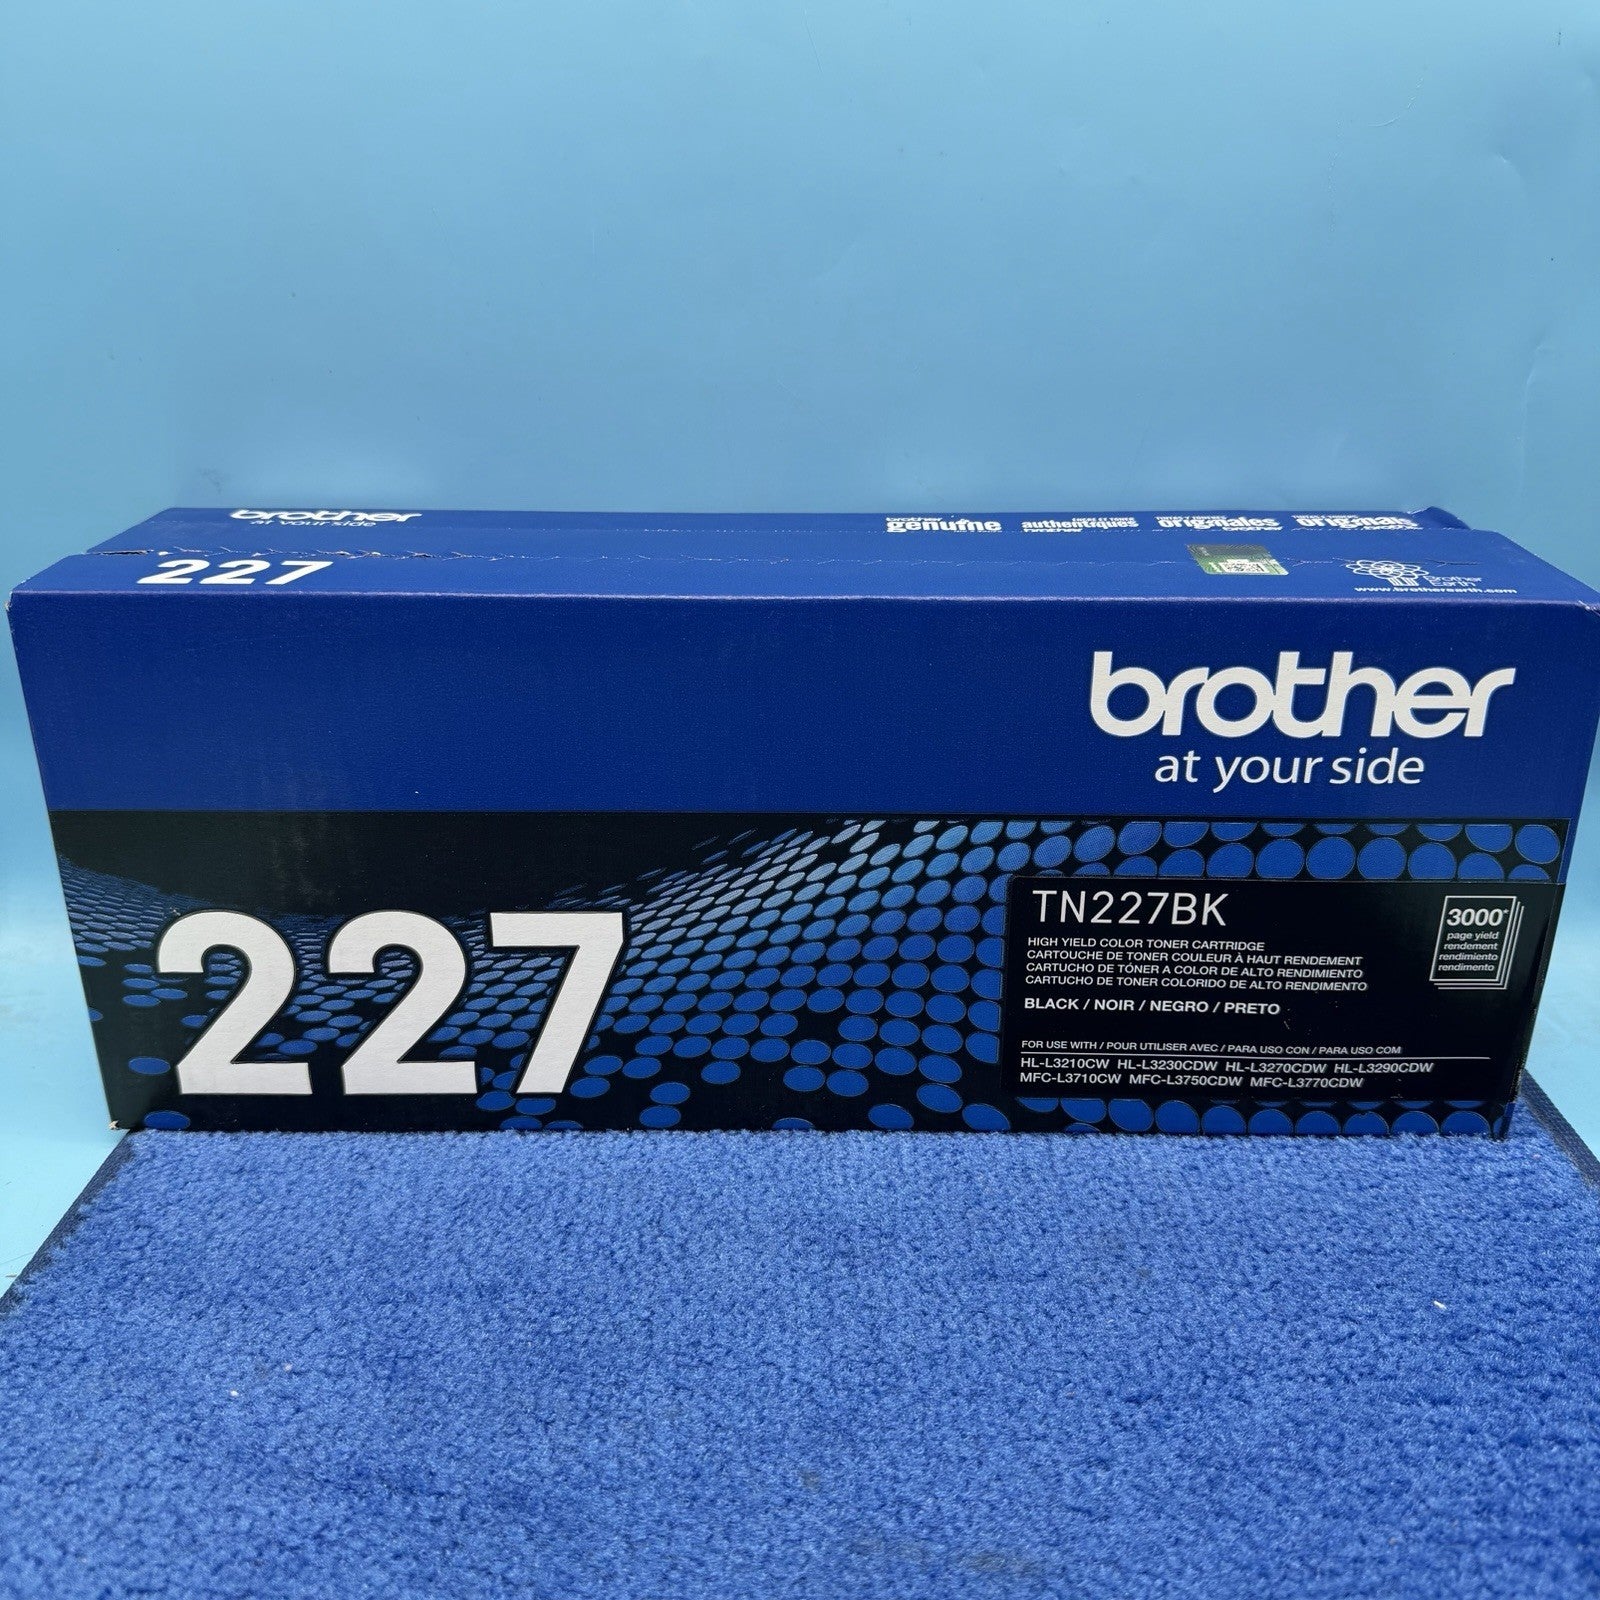 brother
at your side
brother
genuine
authentiques
originales
originais
227
Brother
Earth
www.brotherearth.com
brother
at your side
227
TN227BK
HIGH YIELD COLOR TONER CARTRIDGE
CARTOUCHE DE TONER COULEUR À HAUT RENDEMENT
CARTUCHO DE TÓNER A COLOR DE ALTO RENDIMIENTO
CARTUCHO DE TONER COLORIDO DE ALTO RENDIMENTO
BLACK / NOIR / NEGRO / PRETO
3000*
page yield
rendement
rendimiento
rendimento
FOR USE WITH / POUR UTILISER AVEC / PARA USO CON / PARA USO COM
HL-L3210CW HL-L3230CDW HL-L3270CDW HL-L3290CDW
MFC-L3710CW MFC-L3750CDW MFC-L3770CDW